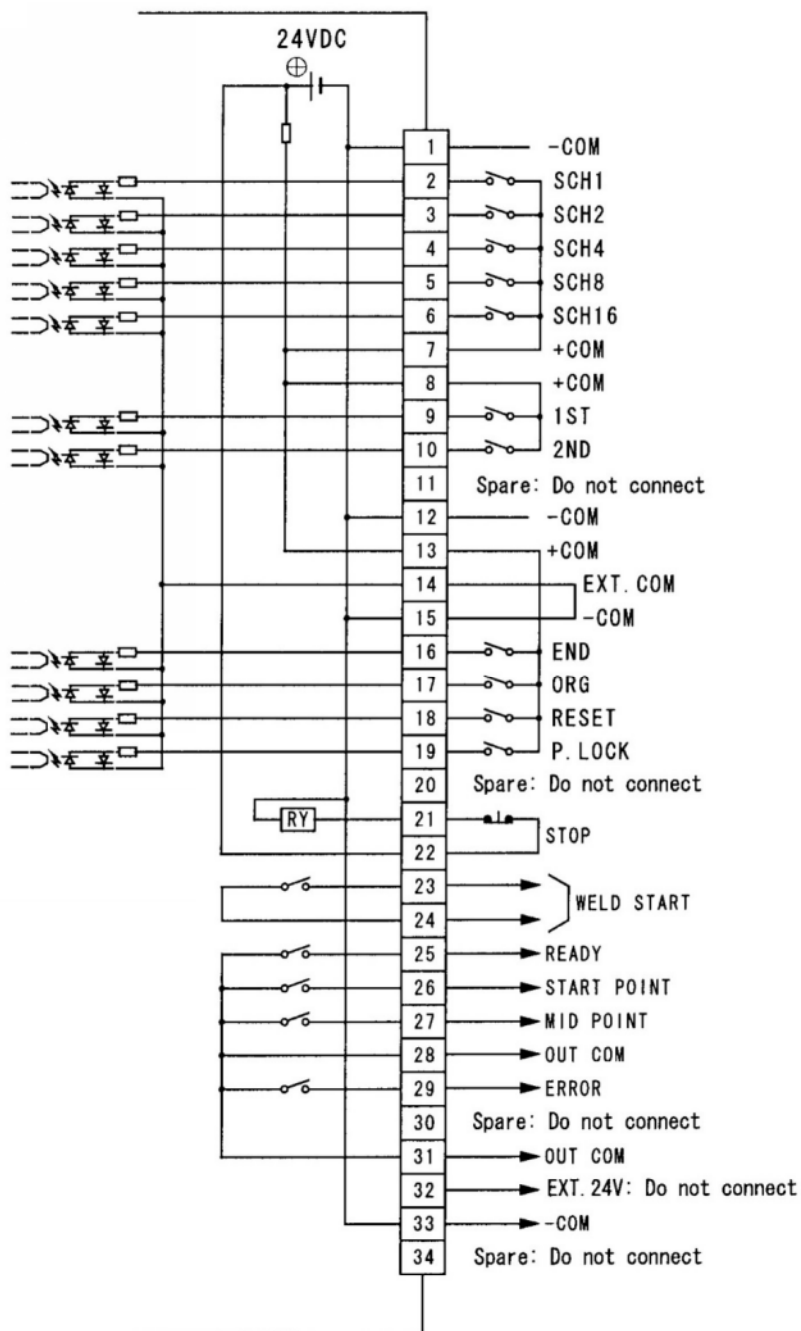 24VDC
1 -COM
2 SCH1
3 SCH2
4 SCH4
5 SCH8
6 SCH16
7 +COM
8 +COM
9 1ST
10 2ND
11 Spare: Do not connect
12 -COM
13 +COM
14 EXT.COM
15 -COM
16 END
17 ORG
18 RESET
19 P.LOCK
20 Spare: Do not connect
RY 21
STOP
22
23
WELD START
24
25 READY
26 START POINT
27 MID POINT
28 OUT COM
29 ERROR
30 Spare: Do not connect
31 OUT COM
32 EXT.24V: Do not connect
33 -COM
34 Spare: Do not connect